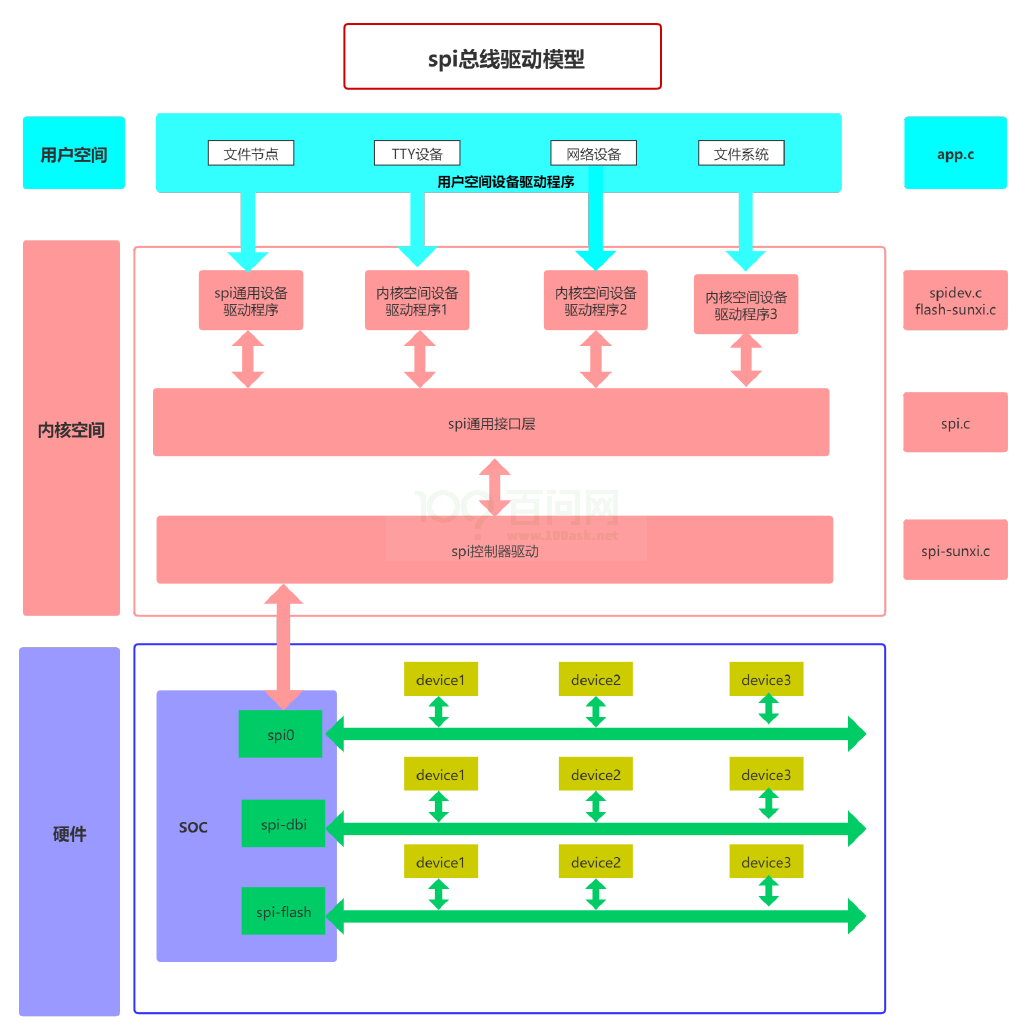 spi总线驱动模型
用户空间
文件节点
TTY设备
网络设备
文件系统
用户空间设备驱动程序
app.c
内核空间
spi通用设备
驱动程序
内核空间设备
驱动程序1
内核空间设备
驱动程序2
内核空间设备
驱动程序3
spidev.c
flash-sunxi.c
spi通用接口层
spi.c
100ask百问网
www.100ask.net
spi控制器驱动
spi-sunxi.c
硬件
SOC
spi0
device1
device2
device3
spi-dbi
device1
device2
device3
spi-flash
device1
device2
device3